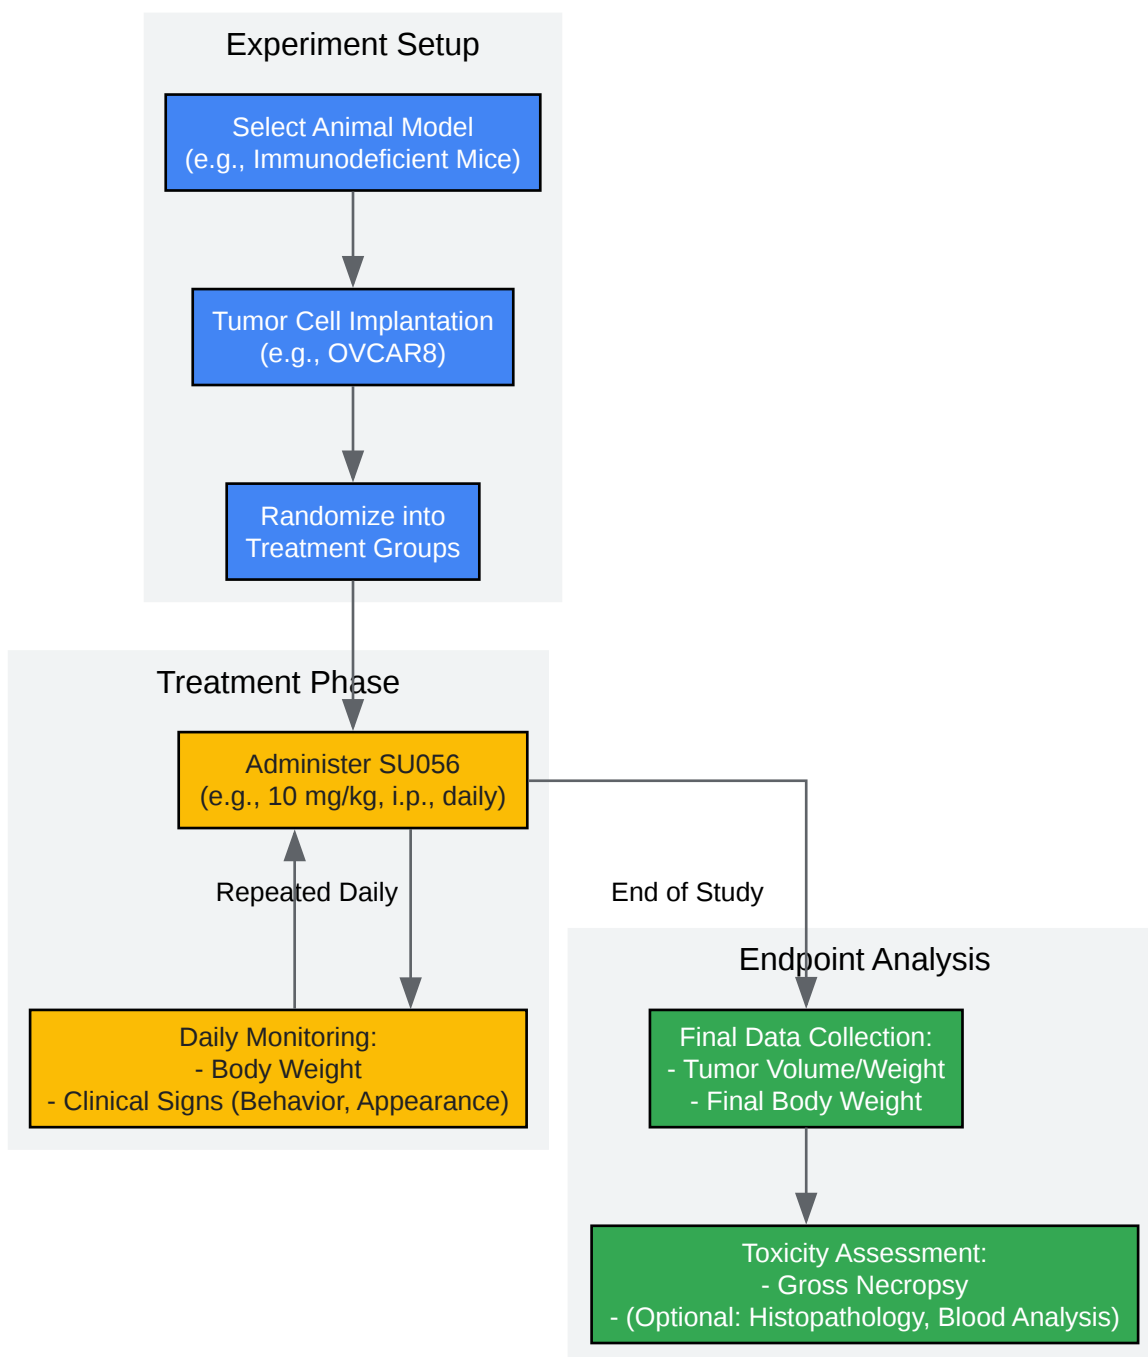 Experiment Setup
Select Animal Model
(e.g., Immunodeficient Mice)
Tumor Cell Implantation
(e.g., OVCAR8)
Randomize into
Treatment Groups
Treatment Phase
Administer SU056
(e.g., 10 mg/kg, i.p., daily)
Repeated Daily
Daily Monitoring:
- Body Weight
- Clinical Signs (Behavior, Appearance)
End of Study
Endpoint Analysis
Final Data Collection:
- Tumor Volume/Weight
- Final Body Weight
Toxicity Assessment:
- Gross Necropsy
- (Optional: Histopathology, Blood Analysis)